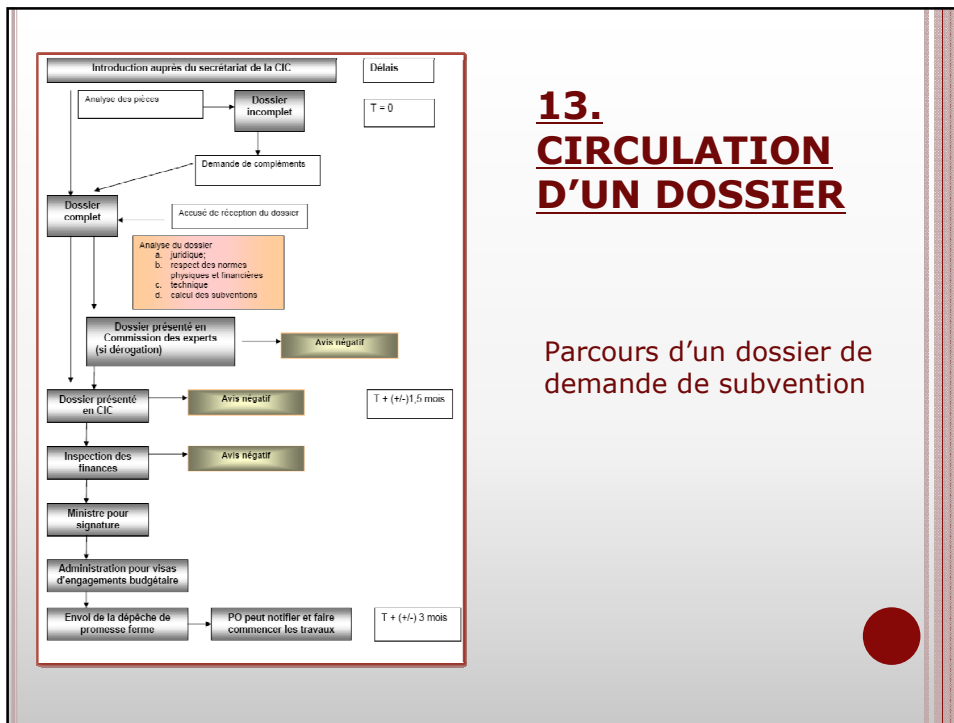 Introduction auprès du secrétariat de la CIC
Délais
Analyse des pièces
Dossier
incomplet
T = 0
Demande de compléments
Dossier
complet
Accusé de réception du dossier
Analyse du dossier
a. juridique;
b. respect des normes
physiques et financières
c. technique
d. calcul des subventions
Dossier présenté en
Commission des experts
(si dérogation)
Avis négatif
Dossier présenté
en CIC
Avis négatif
T + (+/-)1,5 mois
Inspection des
finances
Avis négatif
Ministre pour
signature
Administration pour visas
d'engagements budgétaire
Envoi de la dépêche de
promesse ferme
PO peut notifier et faire
commencer les travaux
T + (+/-) 3 mois
13.
CIRCULATION
D'UN DOSSIER
Parcours d'un dossier de
demande de subvention